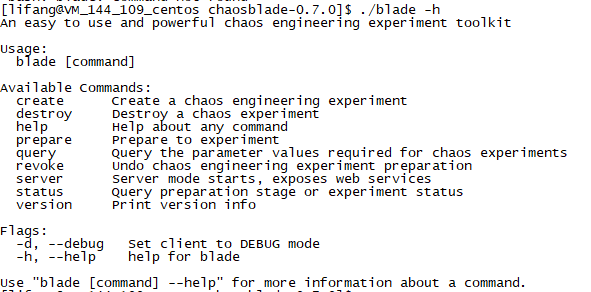 [lifang@VM_144_109_centos chaosblade-0.7.0]$ ./blade -h
An easy to use and powerful chaos engineering experiment toolkit
Usage:
blade [command]
Available Commands:
create Create a chaos engineering experiment
destroy Destroy a chaos experiment
help Help about any command
prepare Prepare to experiment
query Query the parameter values required for chaos experiments
revoke Undo chaos engineering experiment preparation
server Server mode starts, exposes web services
status Query preparation stage or experiment status
version Print version info
Flags:
-d, --debug Set client to DEBUG mode
-h, --help help for blade
Use "blade [command] --help" for more information about a command.